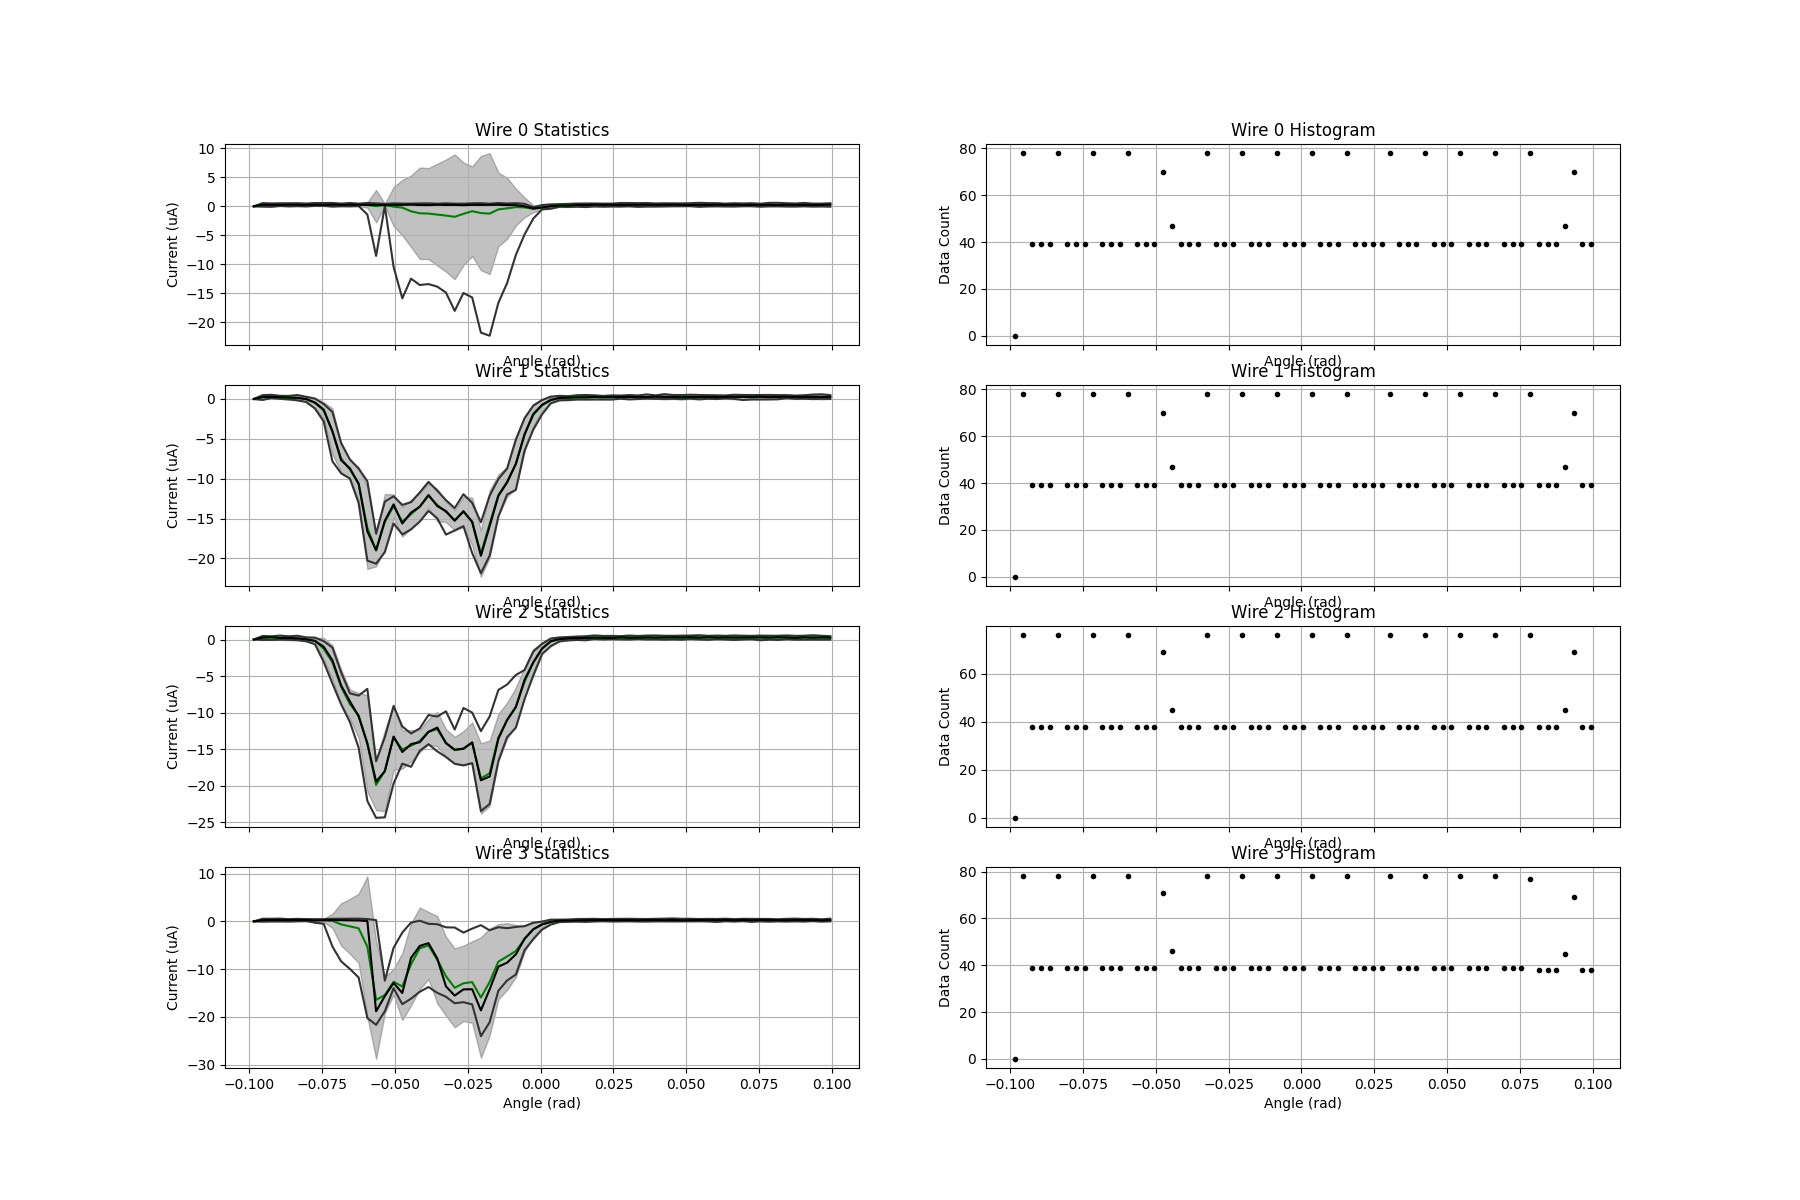 Wire 0 Statistics
10
5
0
−5
−10
−15
−20
Current (uA)
Angle (rad)
Wire 0 Histogram
80
60
40
20
0
Data Count
Angle (rad)
Wire 1 Statistics
0
−5
−10
−15
−20
Current (uA)
Angle (rad)
Wire 1 Histogram
80
60
40
20
0
Data Count
Angle (rad)
Wire 2 Statistics
0
−5
−10
−15
−20
−25
Current (uA)
Angle (rad)
Wire 2 Histogram
60
40
20
0
Data Count
Angle (rad)
Wire 3 Statistics
10
0
−10
−20
−30
Current (uA)
−0.100 −0.075 −0.050 −0.025 0.000 0.025 0.050 0.075 0.100
Angle (rad)
Wire 3 Histogram
80
60
40
20
0
Data Count
−0.100 −0.075 −0.050 −0.025 0.000 0.025 0.050 0.075 0.100
Angle (rad)